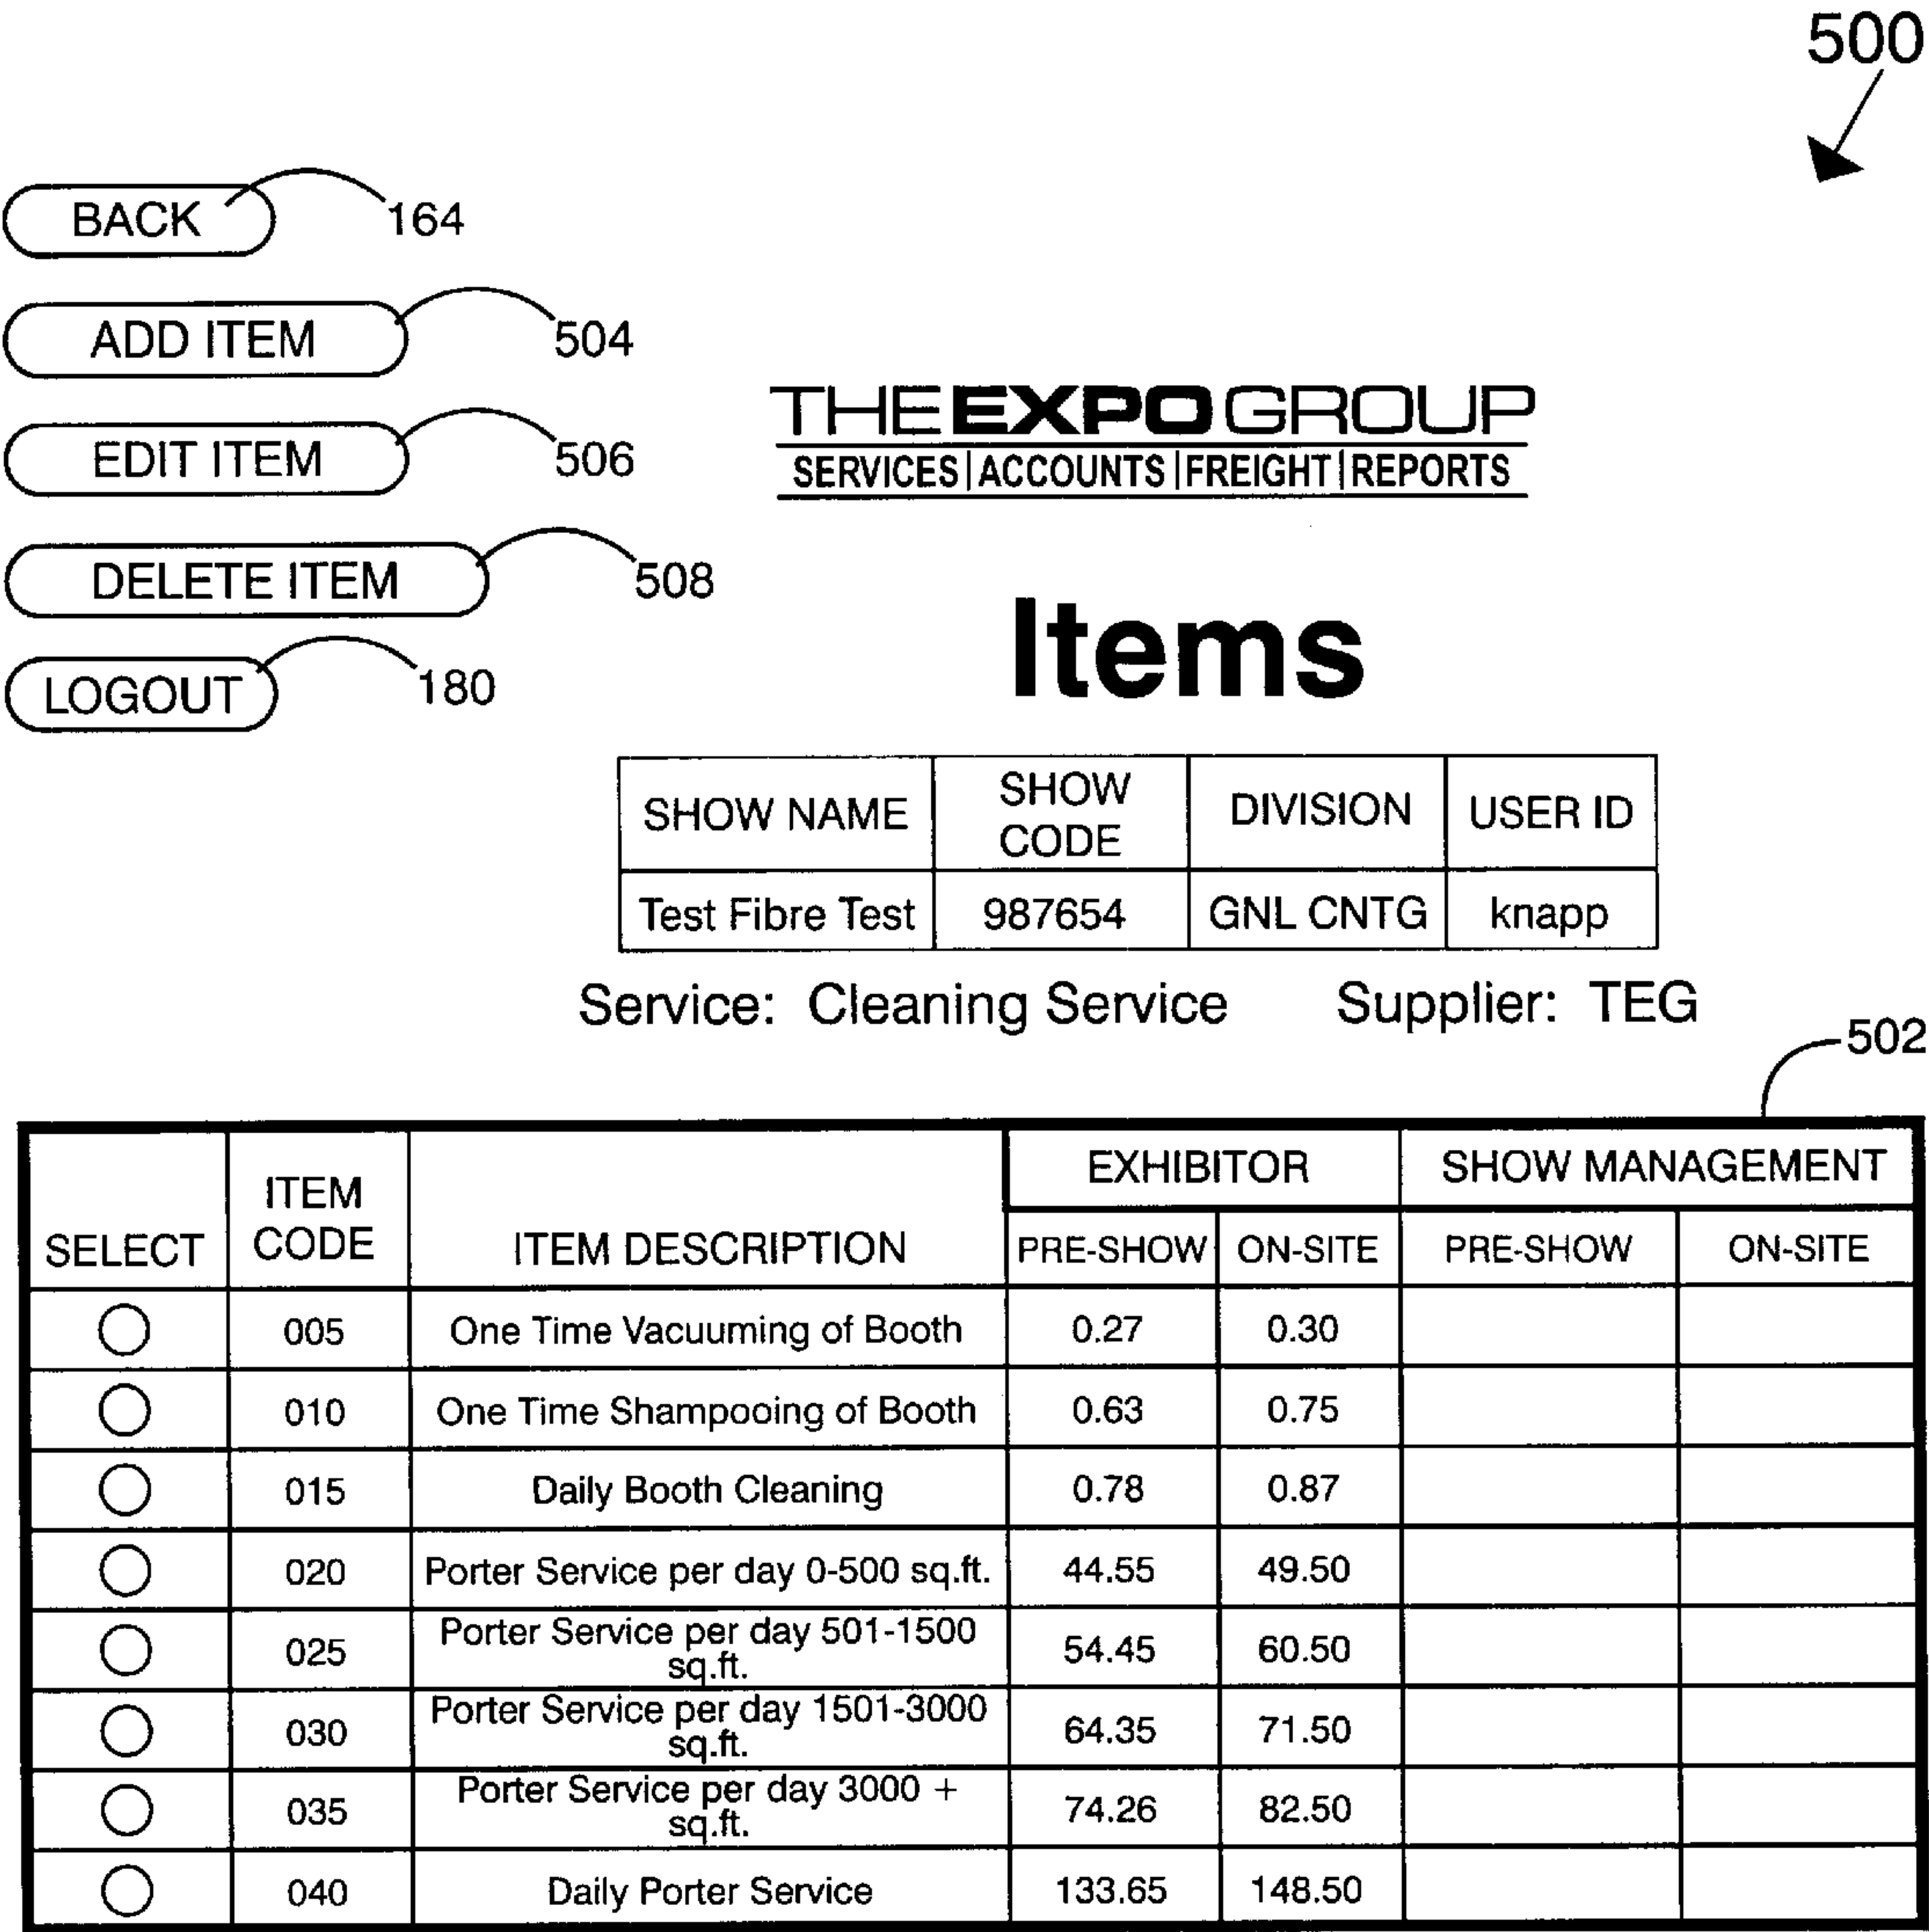 500
BACK 164
ADD ITEM 504
EDIT ITEM 506
DELETE ITEM 508
LOGOUT 180
THE EXPO GROUP
SERVICES | ACCOUNTS | FREIGHT | REPORTS
Items
SHOW NAME SHOW CODE DIVISION USER ID
Test Fibre Test 987654 GNL CNTG knapp
Service: Cleaning Service Supplier: TEG
502
EXHIBITOR SHOW MANAGEMENT
SELECT ITEM CODE ITEM DESCRIPTION PRE-SHOW ON-SITE PRE-SHOW ON-SITE
005 One Time Vacuuming of Booth 0.27 0.30
010 One Time Shampooing of Booth 0.63 0.75
015 Daily Booth Cleaning 0.78 0.87
020 Porter Service per day 0-500 sq.ft. 44.55 49.50
025 Porter Service per day 501-1500 sq.ft. 54.45 60.50
030 Porter Service per day 1501-3000 sq.ft. 64.35 71.50
035 Porter Service per day 3000 + sq.ft. 74.26 82.50
040 Daily Porter Service 133.65 148.50